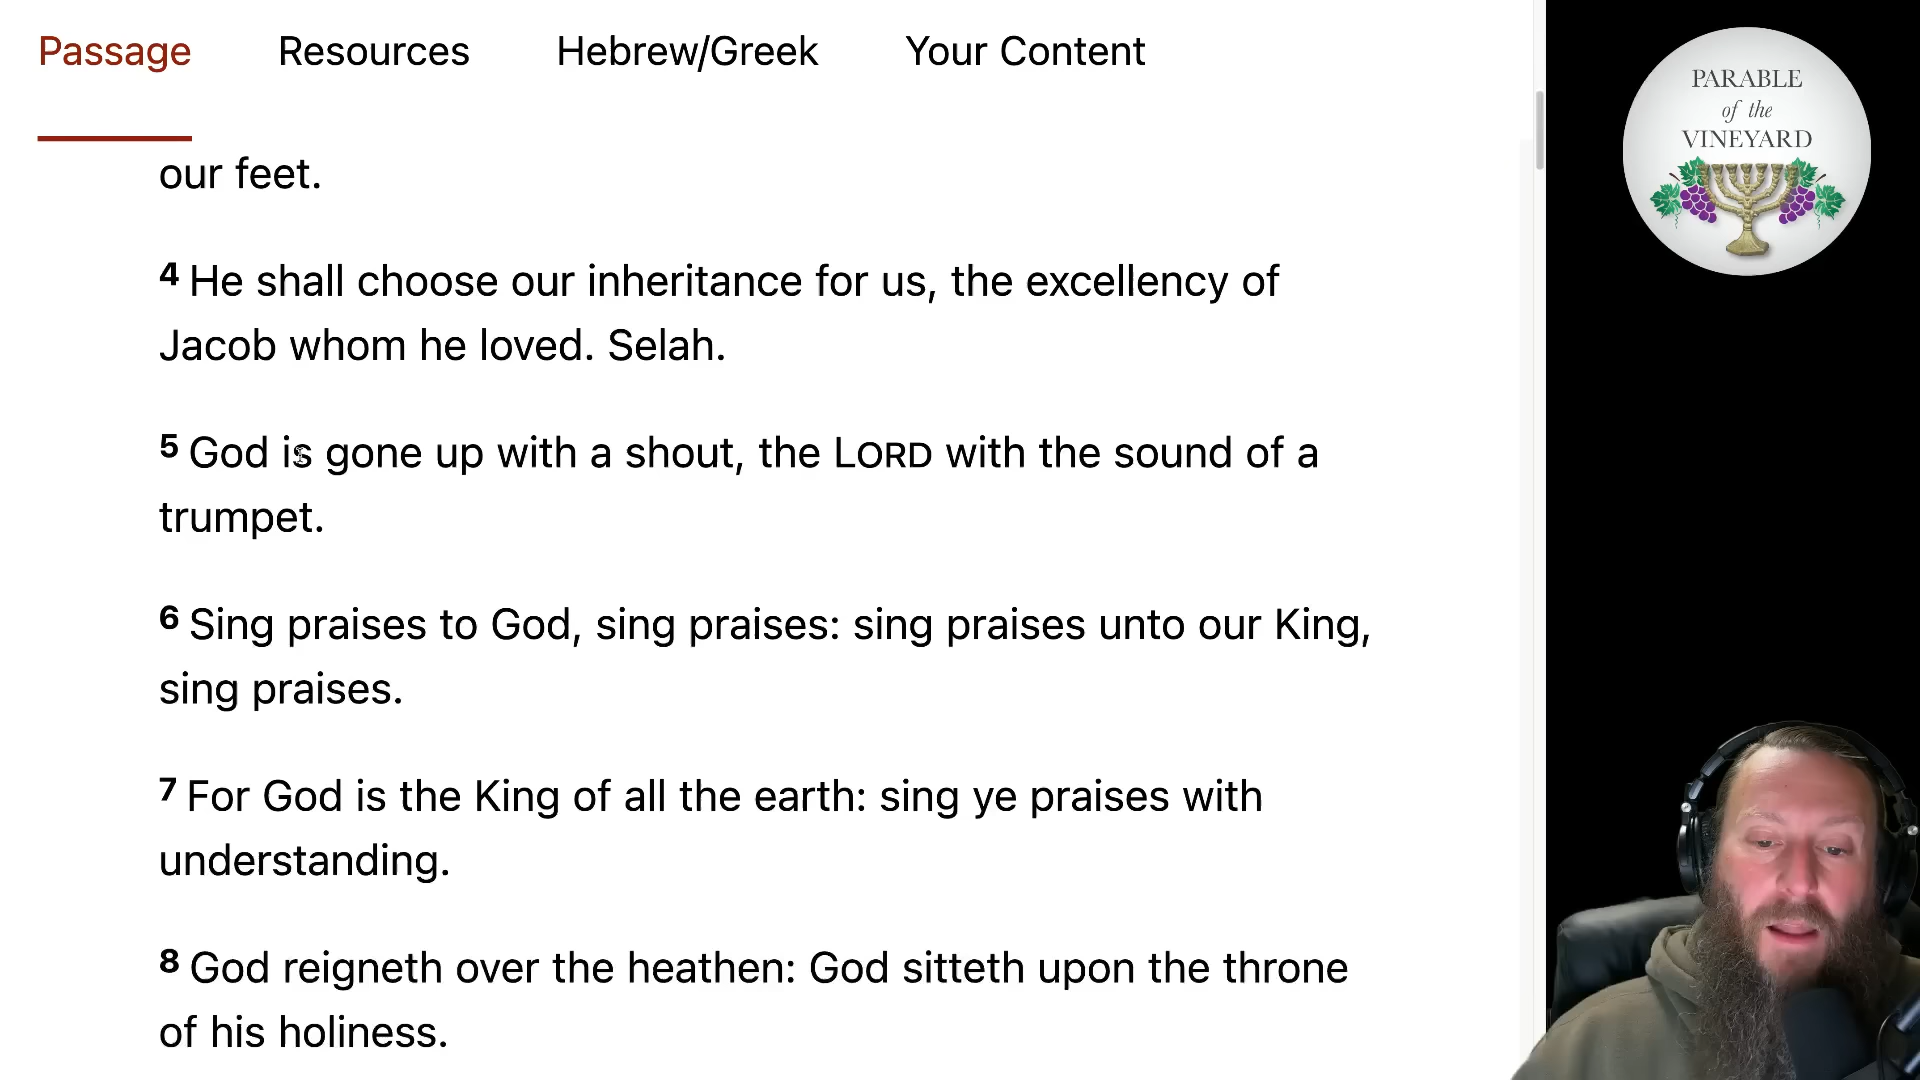 Passage
Resources
Hebrew/Greek
Your Content
our feet.
4 He shall choose our inheritance for us, the excellency of
Jacob whom he loved. Selah.
5 God is gone up with a shout, the LORD with the sound of a
trumpet.
6 Sing praises to God, sing praises: sing praises unto our King,
sing praises.
7 For God is the King of all the earth: sing ye praises with
understanding.
8 God reigneth over the heathen: God sitteth upon the throne
of his holiness.
PARABLE
of the
VINEYARD